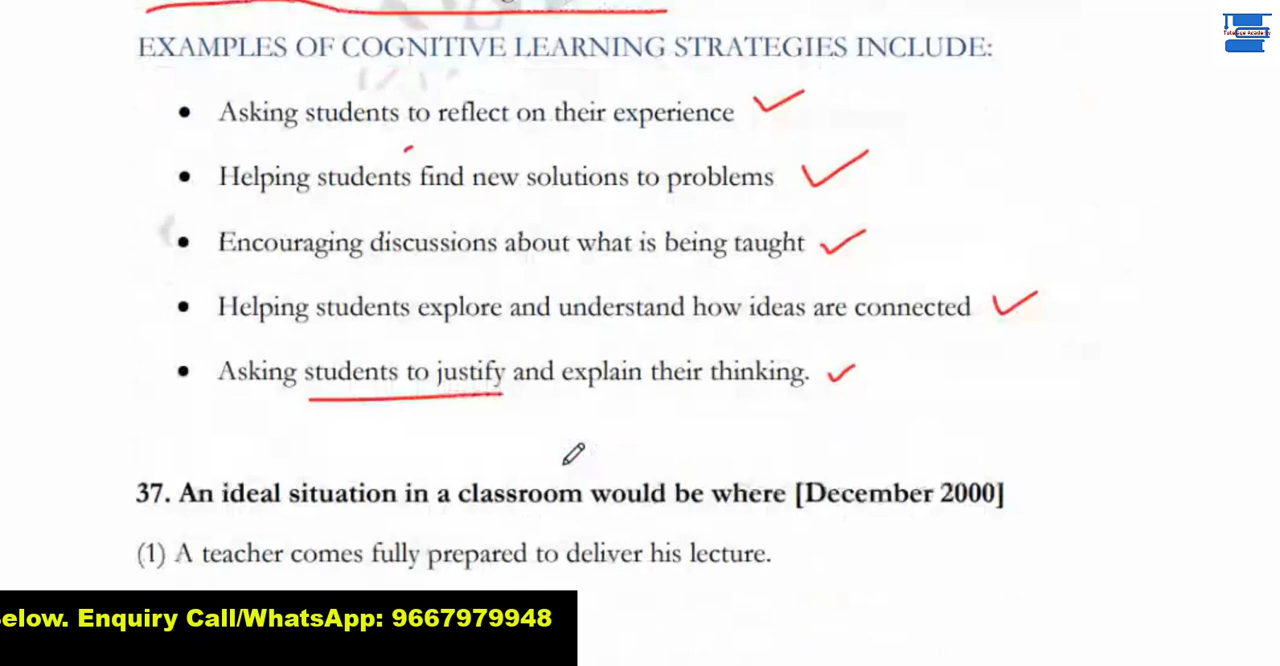 EXAMPLES OF COGNITIVE LEARNING STRATEGIES INCLUDE:
• Asking students to reflect on their experience
• Helping students find new solutions to problems
• Encouraging discussions about what is being taught
• Helping students explore and understand how ideas are connected
• Asking students to justify and explain their thinking.
37. An ideal situation in a classroom would be where [December 2000]
(1) A teacher comes fully prepared to deliver his lecture.
elow. Enquiry Call/WhatsApp: 9667979948